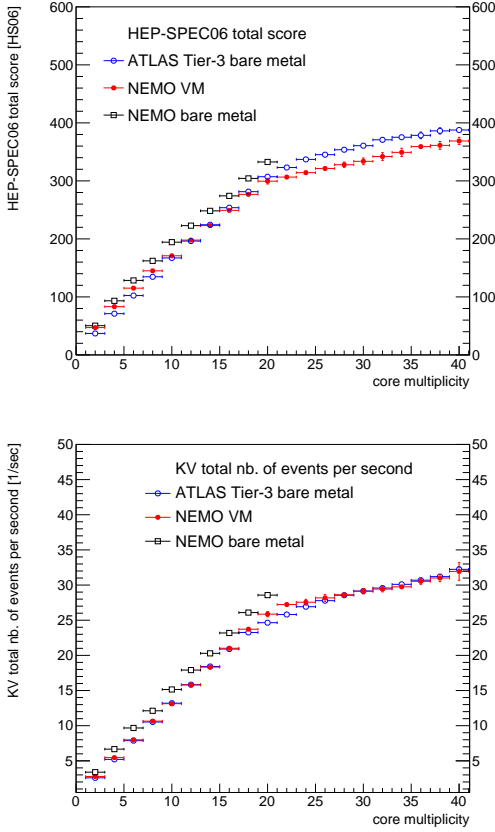 HEP-SPEC06 total score [HS06]
600
600
HEP-SPEC06 total score
ATLAS Tier-3 bare metal
500
500
NEMO VM
NEMO bare metal
400
400
300
300
200
200
100
100
0
0
0 5 10 15 20 25 30 35 40
core multiplicity
KV total nb. of events per second [1/sec]
50
50
KV total nb. of events per second
45
45
ATLAS Tier-3 bare metal
40
40
NEMO VM
35
35
NEMO bare metal
30
30
25
25
20
20
15
15
10
10
5
5
0 5 10 15 20 25 30 35 40
0
core multiplicity